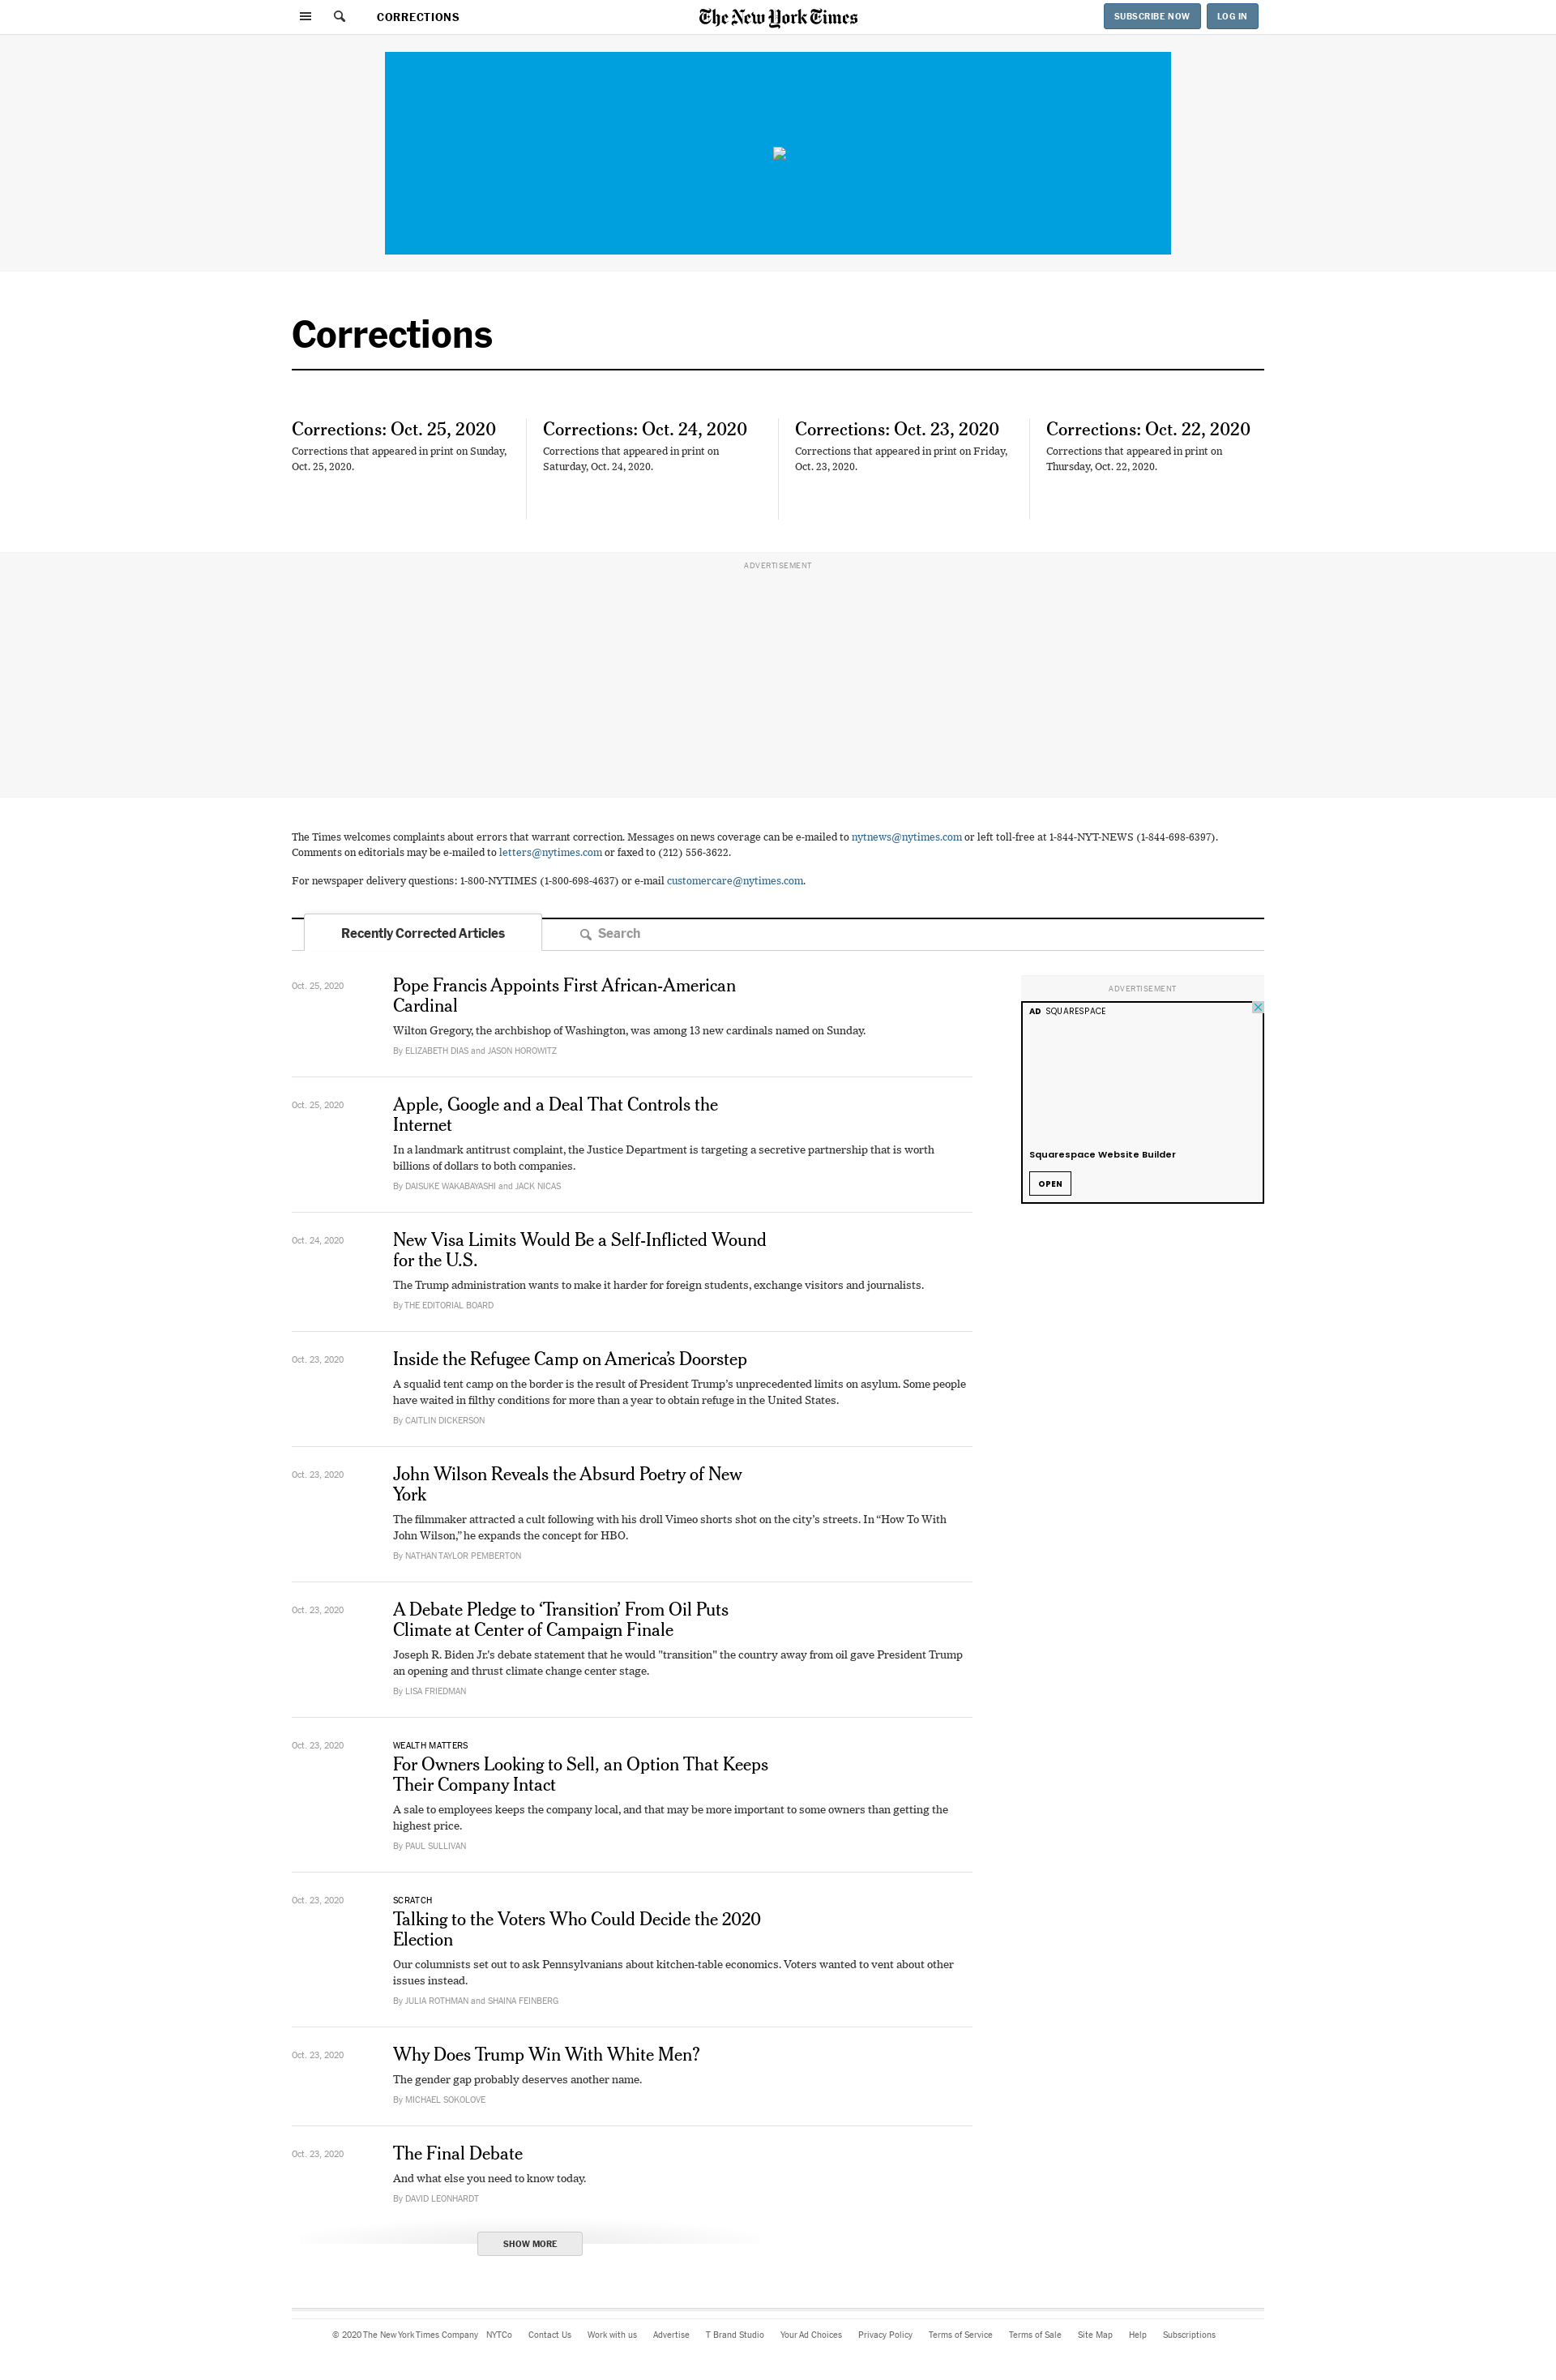 CORRECTIONS
The New York Times
SUBSCRIBE NOW
LOG IN
Corrections
Corrections: Oct. 25, 2020
Corrections that appeared in print on Sunday,
Oct. 25, 2020.
Corrections: Oct. 24, 2020
Corrections that appeared in print on
Saturday, Oct. 24, 2020.
Corrections: Oct. 23, 2020
Corrections that appeared in print on Friday,
Oct. 23, 2020.
Corrections: Oct. 22, 2020
Corrections that appeared in print on
Thursday, Oct. 22, 2020.
ADVERTISEMENT
The Times welcomes complaints about errors that warrant correction. Messages on news coverage can be e-mailed to nytnews@nytimes.com or left toll-free at 1-844-NYT-NEWS (1-844-698-6397).
Comments on editorials may be e-mailed to letters@nytimes.com or faxed to (212) 556-3622.
For newspaper delivery questions: 1-800-NYTIMES (1-800-698-4637) or e-mail customercare@nytimes.com.
Recently Corrected Articles
Search
Oct. 25, 2020
Pope Francis Appoints First African-American
Cardinal
Wilton Gregory, the archbishop of Washington, was among 13 new cardinals named on Sunday.
By ELIZABETH DIAS and JASON HOROWITZ
ADVERTISEMENT
AD SQUARESPACE
Squarespace Website Builder
OPEN
Oct. 25, 2020
Apple, Google and a Deal That Controls the
Internet
In a landmark antitrust complaint, the Justice Department is targeting a secretive partnership that is worth
billions of dollars to both companies.
By DAISUKE WAKABAYASHI and JACK NICAS
Oct. 24, 2020
New Visa Limits Would Be a Self-Inflicted Wound
for the U.S.
The Trump administration wants to make it harder for foreign students, exchange visitors and journalists.
By THE EDITORIAL BOARD
Oct. 23, 2020
Inside the Refugee Camp on America’s Doorstep
A squalid tent camp on the border is the result of President Trump’s unprecedented limits on asylum. Some people
have waited in filthy conditions for more than a year to obtain refuge in the United States.
By CAITLIN DICKERSON
Oct. 23, 2020
John Wilson Reveals the Absurd Poetry of New
York
The filmmaker attracted a cult following with his droll Vimeo shorts shot on the city’s streets. In “How To With
John Wilson,” he expands the concept for HBO.
By NATHAN TAYLOR PEMBERTON
Oct. 23, 2020
A Debate Pledge to ‘Transition’ From Oil Puts
Climate at Center of Campaign Finale
Joseph R. Biden Jr.'s debate statement that he would "transition" the country away from oil gave President Trump
an opening and thrust climate change center stage.
By LISA FRIEDMAN
Oct. 23, 2020
WEALTH MATTERS
For Owners Looking to Sell, an Option That Keeps
Their Company Intact
A sale to employees keeps the company local, and that may be more important to some owners than getting the
highest price.
By PAUL SULLIVAN
Oct. 23, 2020
SCRATCH
Talking to the Voters Who Could Decide the 2020
Election
Our columnists set out to ask Pennsylvanians about kitchen-table economics. Voters wanted to vent about other
issues instead.
By JULIA ROTHMAN and SHAINA FEINBERG
Oct. 23, 2020
Why Does Trump Win With White Men?
The gender gap probably deserves another name.
By MICHAEL SOKOLOVE
Oct. 23, 2020
The Final Debate
And what else you need to know today.
By DAVID LEONHARDT
SHOW MORE
© 2020 The New York Times Company NYTCo Contact Us Work with us Advertise T Brand Studio Your Ad Choices Privacy Policy Terms of Service Terms of Sale Site Map Help Subscriptions